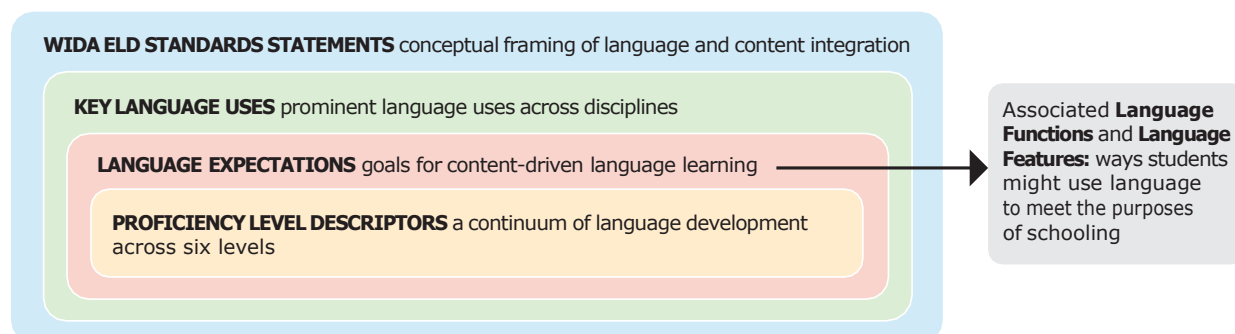 WIDA ELD STANDARDS STATEMENTS conceptual framing of language and content integration
KEY LANGUAGE USES prominent language uses across disciplines
LANGUAGE EXPECTATIONS goals for content-driven language learning
PROFICIENCY LEVEL DESCRIPTORS a continuum of language development
across six levels
Associated Language
Functions and Language
Features: ways students
might use language
to meet the purposes
of schooling